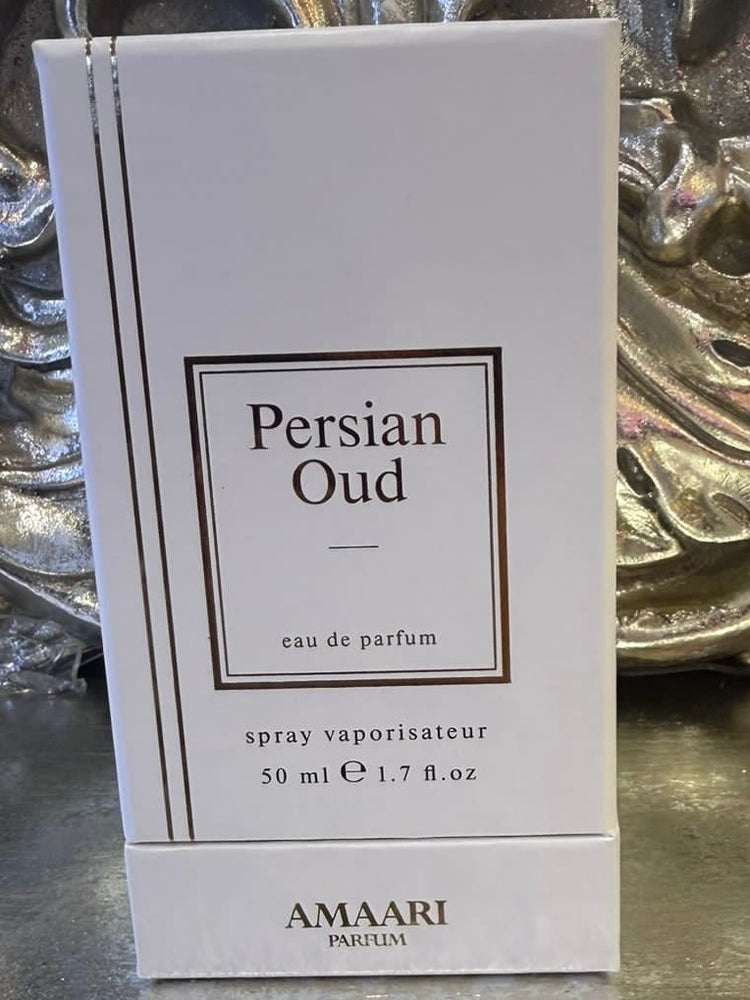 Persian
Oud
eau de parfum
spray vaporisateur
50 ml ℮ 1.7 fl.oz
AMAARI
PARFUM